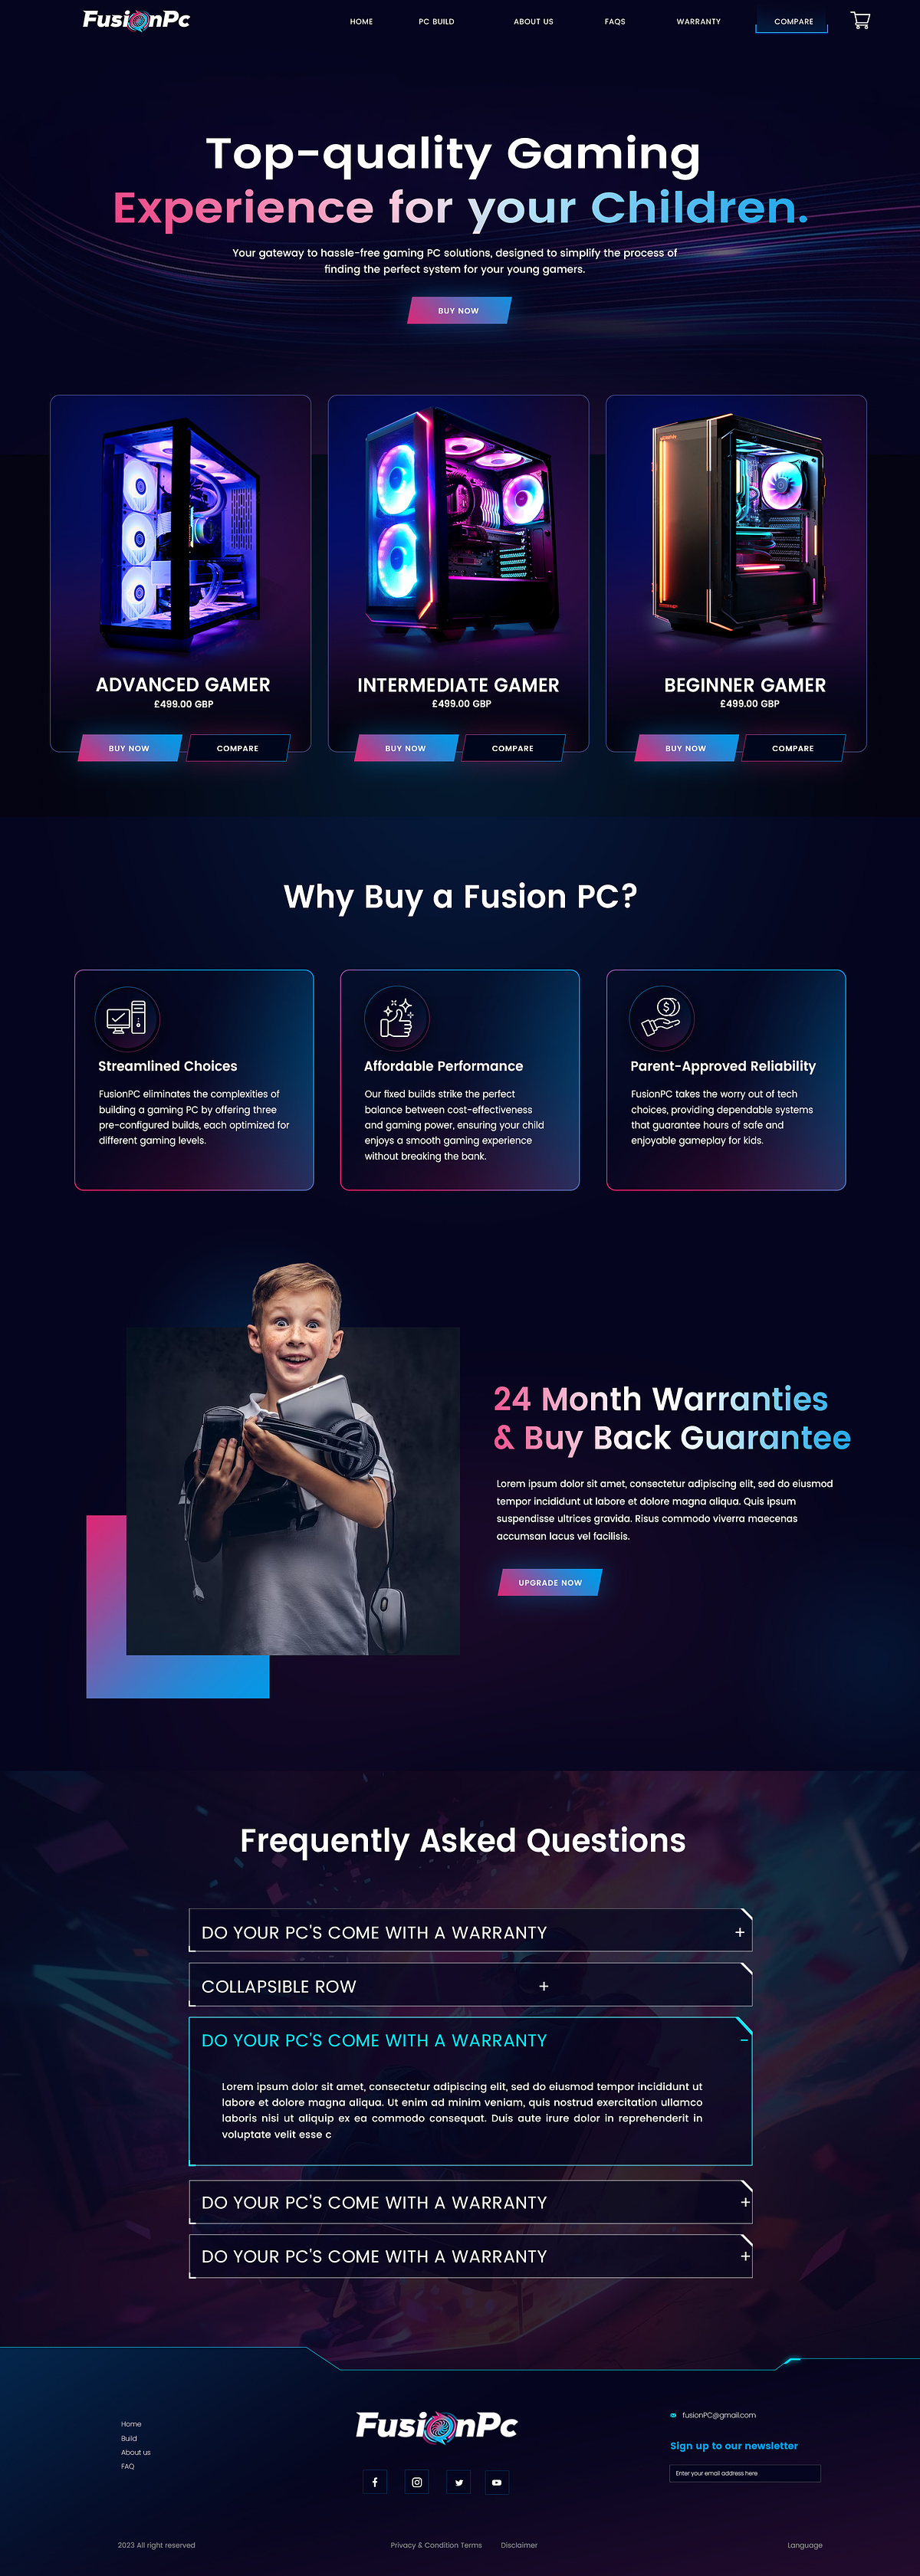 FusionPc
HOME
PC BUILD
ABOUT US
FAQS
WARRANTY
COMPARE
Top-quality Gaming
Experience for your Children.
Your gateway to hassle-free gaming PC solutions, designed to simplify the process of
finding the perfect system for your young gamers.
BUY NOW
ADVANCED GAMER
£499.00 GBP
BUY NOW
COMPARE
INTERMEDIATE GAMER
£499.00 GBP
BUY NOW
COMPARE
BEGINNER GAMER
£499.00 GBP
BUY NOW
COMPARE
Why Buy a Fusion PC?
Streamlined Choices
FusionPC eliminates the complexities of
building a gaming PC by offering three
pre-configured builds, each optimized for
different gaming levels.
Affordable Performance
Our fixed builds strike the perfect
balance between cost-effectiveness
and gaming power, ensuring your child
enjoys a smooth gaming experience
without breaking the bank.
Parent-Approved Reliability
FusionPC takes the worry out of tech
choices, providing dependable systems
that guarantee hours of safe and
enjoyable gameplay for kids.
24 Month Warranties
& Buy Back Guarantee
Lorem ipsum dolor sit amet, consectetur adipiscing elit, sed do eiusmod
tempor incididunt ut labore et dolore magna aliqua. Quis ipsum
suspendisse ultrices gravida. Risus commodo viverra maecenas
accumsan lacus vel facilisis.
UPGRADE NOW
Frequently Asked Questions
DO YOUR PC'S COME WITH A WARRANTY +
COLLAPSIBLE ROW +
DO YOUR PC'S COME WITH A WARRANTY −
Lorem ipsum dolor sit amet, consectetur adipiscing elit, sed do eiusmod tempor incididunt ut
labore et dolore magna aliqua. Ut enim ad minim veniam, quis nostrud exercitation ullamco
laboris nisi ut aliquip ex ea commodo consequat. Duis aute irure dolor in reprehenderit in
voluptate velit esse c
DO YOUR PC'S COME WITH A WARRANTY +
DO YOUR PC'S COME WITH A WARRANTY +
Home
Build
About us
FAQ
FusionPc
fusionPC@gmail.com
Sign up to our newsletter
Enter your email address here
2023 All right reserved
Privacy & Condition Terms
Disclaimer
Language